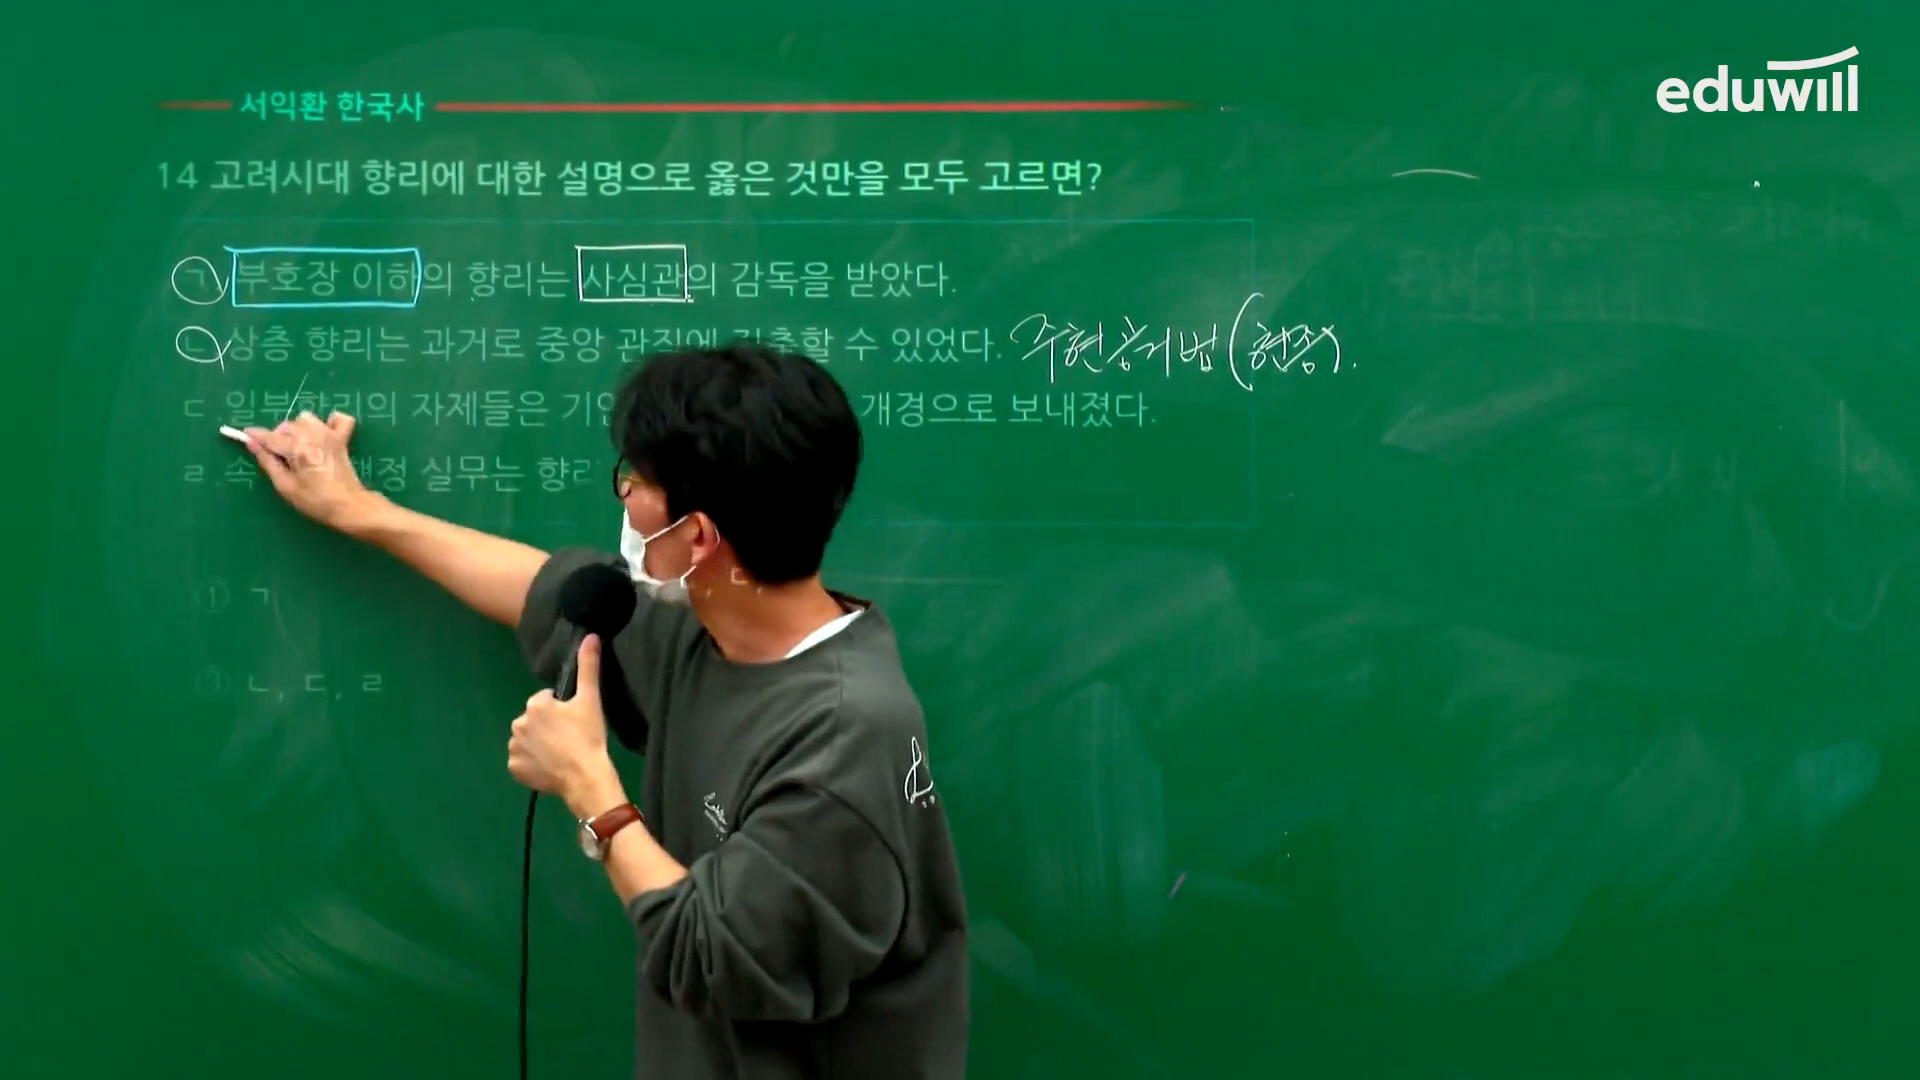 eduwill
서익환 한국사
14 고려시대 향리에 대한 설명으로 옳은 것만을 모두 고르면?
ㄱ. 부호장 이하의 향리는 사심관의 감독을 받았다.
ㄴ. 상층 향리는 과거로 중앙 관직에 진출할 수 있었다. 주현공거법(현종).
ㄷ. 일부 향리의 자제들은 개경으로 보내졌다.
ㄹ. 행정 실무는
① ㄱ
③ ㄴ, ㄷ, ㄹ